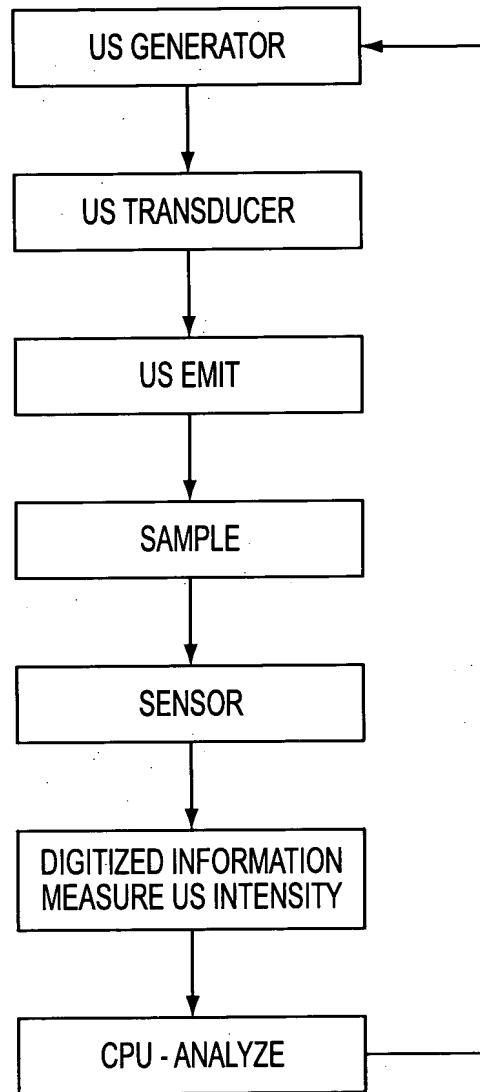 US GENERATOR
US TRANSDUCER
US EMIT
SAMPLE
SENSOR
DIGITIZED INFORMATION
MEASURE US INTENSITY
CPU - ANALYZE